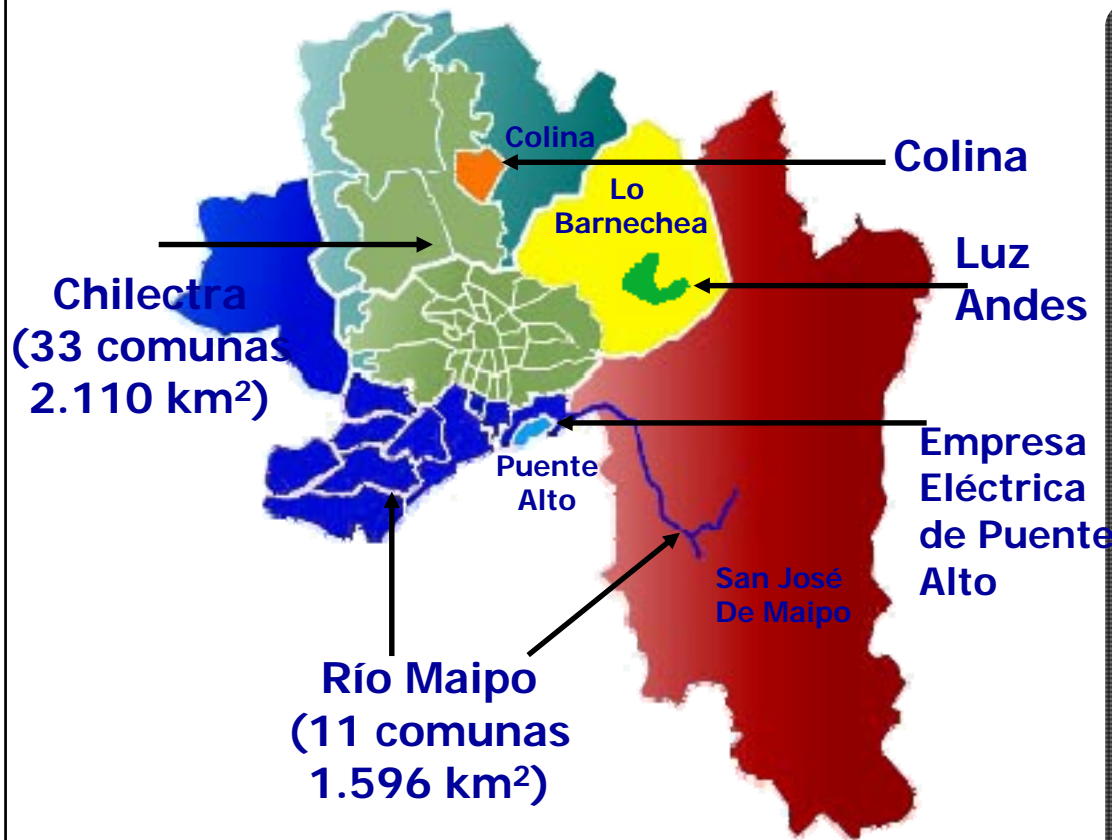 Colina
Colina
Lo
Barnechea
Luz
Andes
Chilectra
(33 comunas
2.110 km²)
Empresa
Eléctrica
de Puente
Alto
Puente
Alto
San José
De Maipo
Río Maipo
(11 comunas
1.596 km²)